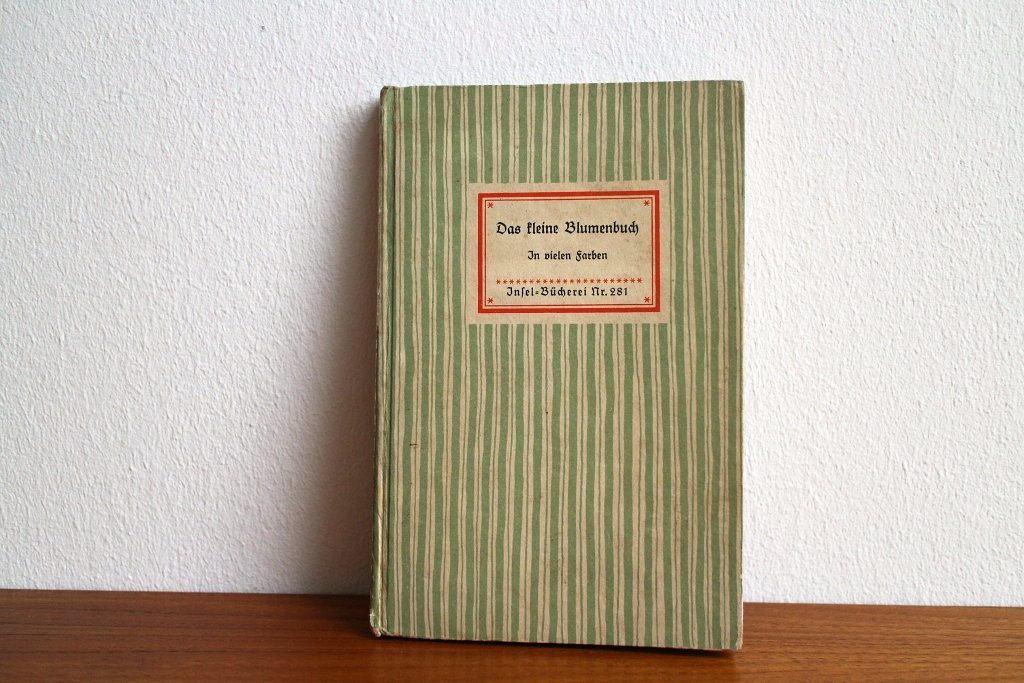 Das kleine Blumenbuch
In vielen Farben
Insel-Bücherei Nr. 281